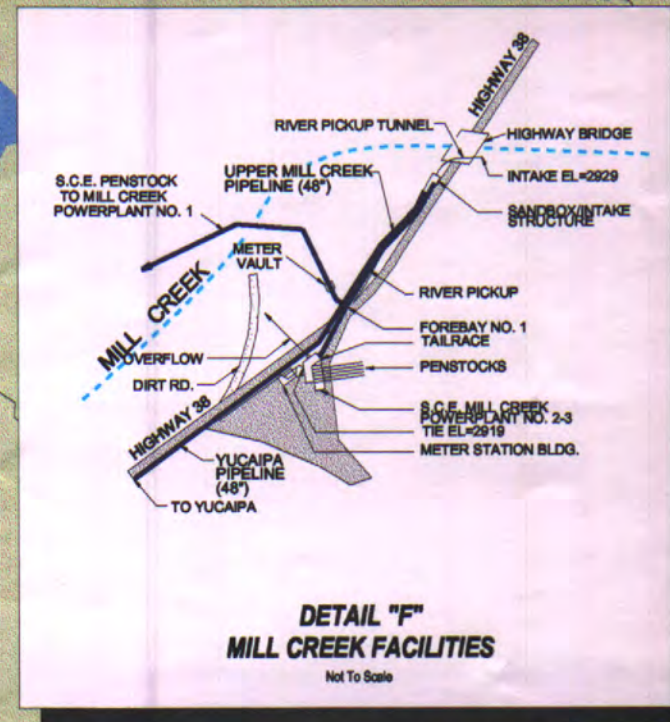 HIGHWAY 38
RIVER PICKUP TUNNEL
HIGHWAY BRIDGE
S.C.E. PENSTOCK
TO MILL CREEK
POWERPLANT NO. 1
UPPER MILL CREEK
PIPELINE (48")
INTAKE EL=2929
SANDBOX/INTAKE
STRUCTURE
METER
VAULT
MILL CREEK
RIVER PICKUP
OVERFLOW
FOREBAY NO. 1
TAILRACE
DIRT RD.
PENSTOCKS
HIGHWAY 38
S.C.E. MILL CREEK
POWERPLANT NO. 2-3
TIE EL=2919
METER STATION BLDG.
YUCAIPA
PIPELINE
(48")
TO YUCAIPA
DETAIL "F"
MILL CREEK FACILITIES
Not To Scale